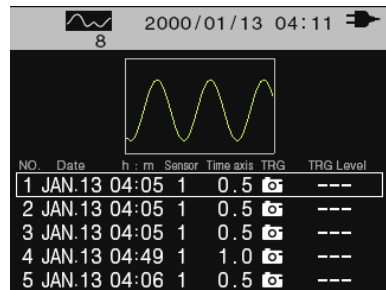 2000/01/13 04:11
8
NO. Date h : m Sensor Time axis TRG TRG Level
1 JAN.13 04:05 1 0.5 ---
2 JAN.13 04:05 1 0.5 ---
3 JAN.13 04:05 1 0.5 ---
4 JAN.13 04:49 1 1.0 ---
5 JAN.13 04:06 1 0.5 ---